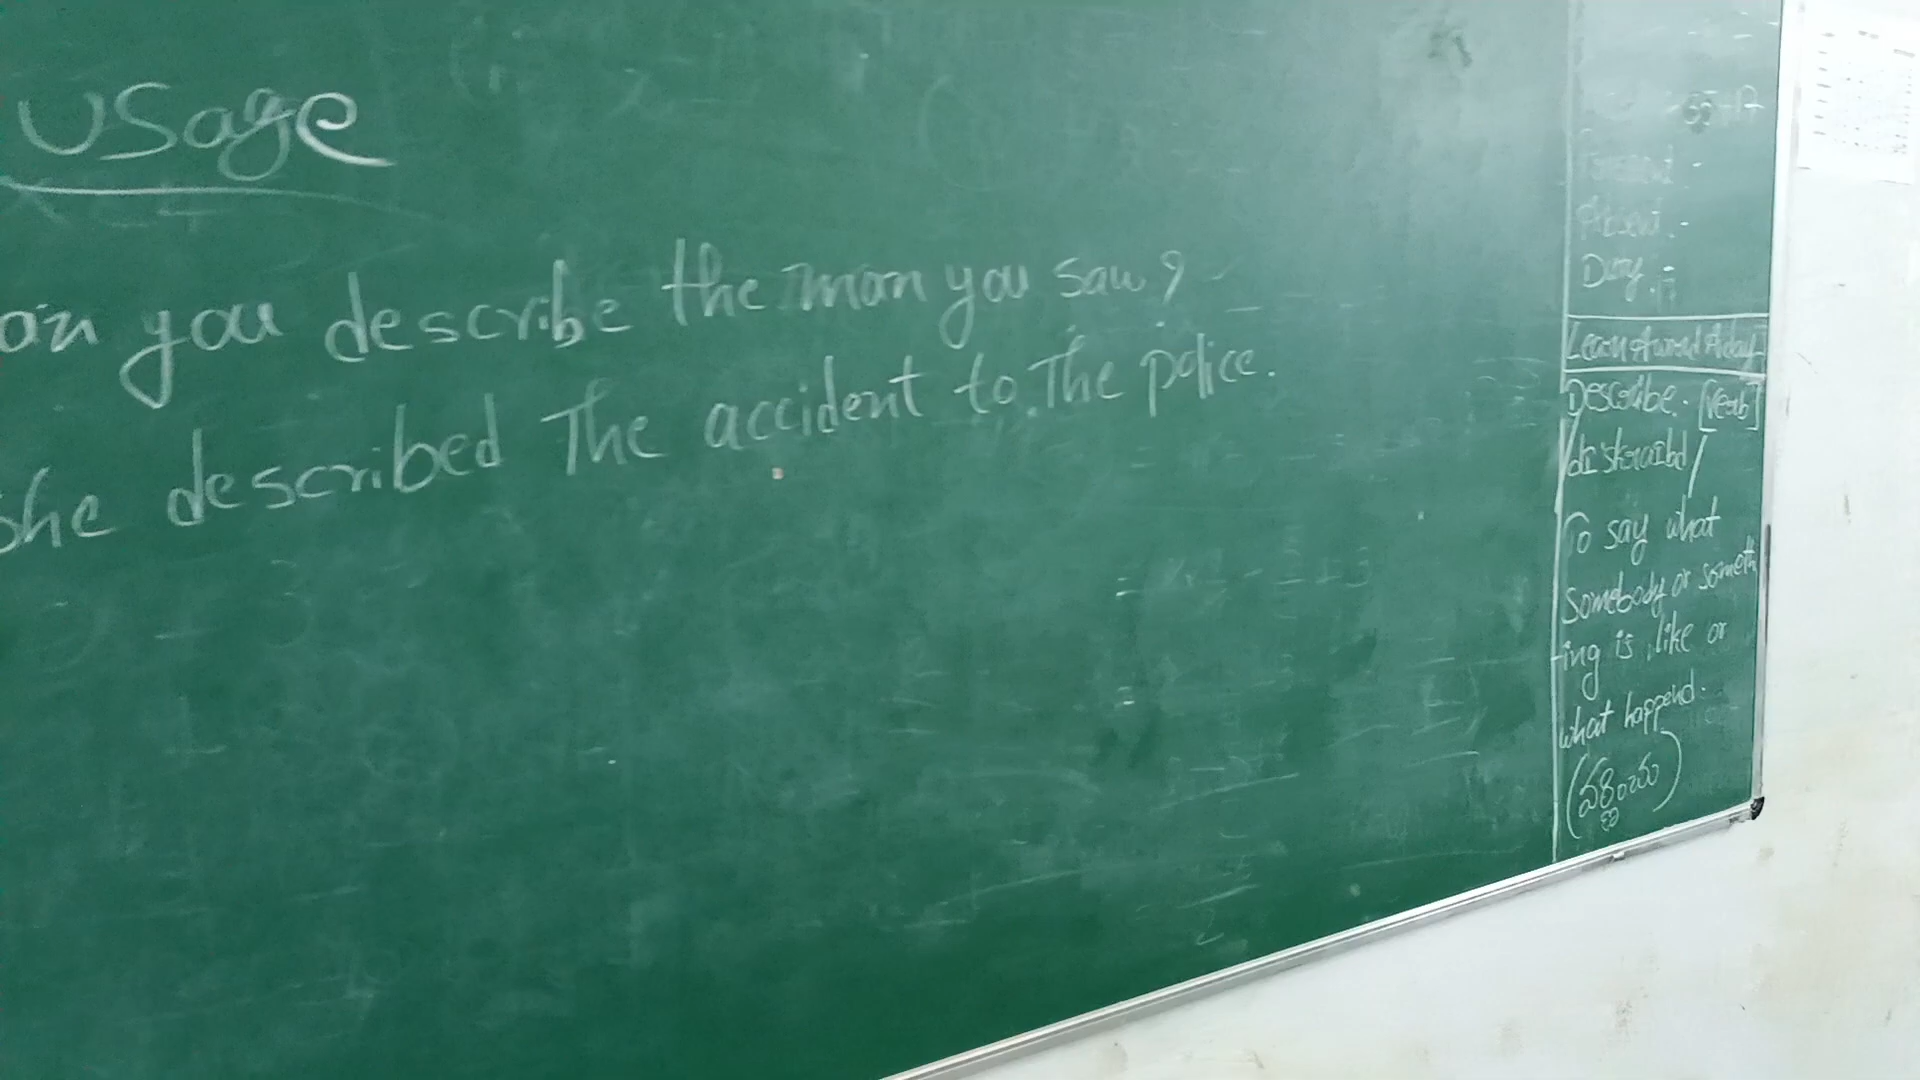 Usage
an you describe the man you saw?
she described The accident to The police.
Absent -
Learn A word A day
Describe. [Verb]
To say what
Somebody or someth
ing is like or
what happend.